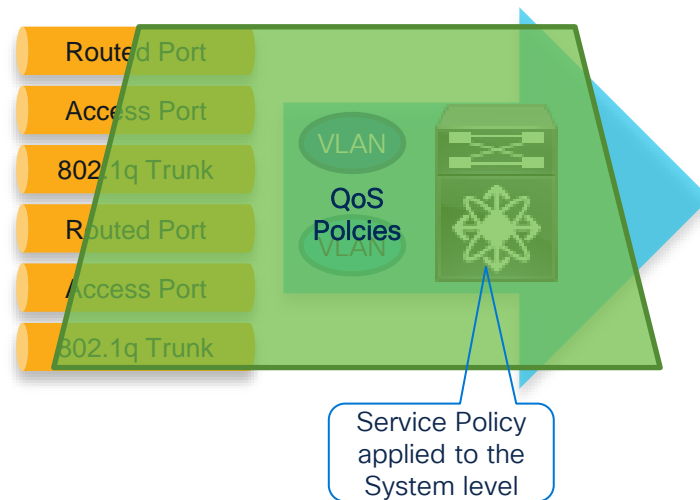 Routed Port
Access Port
802.1q Trunk
Routed Port
Access Port
802.1q Trunk
VLAN
QoS
Polcies
VLAN
Service Policy
applied to the
System level